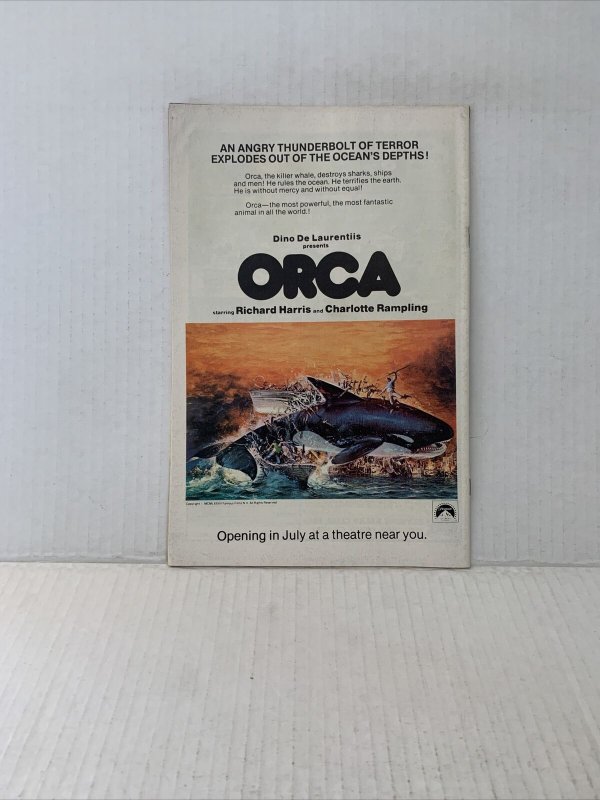 AN ANGRY THUNDERBOLT OF TERROR
EXPLODES OUT OF THE OCEAN'S DEPTHS!
Orca, the killer whale, destroys sharks, ships
and men! He rules the ocean. He terrifies the earth.
He is without mercy and without equal!
Orca—the most powerful, the most fantastic
animal in all the world.!
Dino De Laurentiis
presents
ORCA
starring Richard Harris and Charlotte Rampling
All Rights Reserved
Opening in July at a theatre near you.